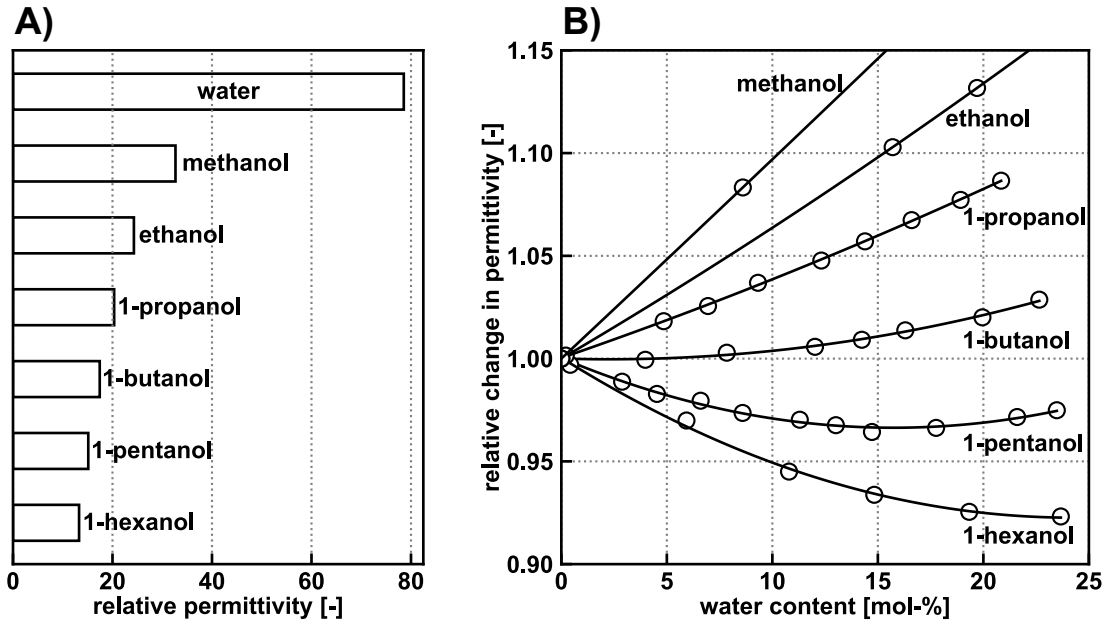 A)
water
methanol
ethanol
1-propanol
1-butanol
1-pentanol
1-hexanol
0 20 40 60 80
relative permittivity [-]
B)
1.15
1.10
1.05
1.00
0.95
0.90
relative change in permittivity [-]
methanol
ethanol
1-propanol
1-butanol
1-pentanol
1-hexanol
0 5 10 15 20 25
water content [mol-%]